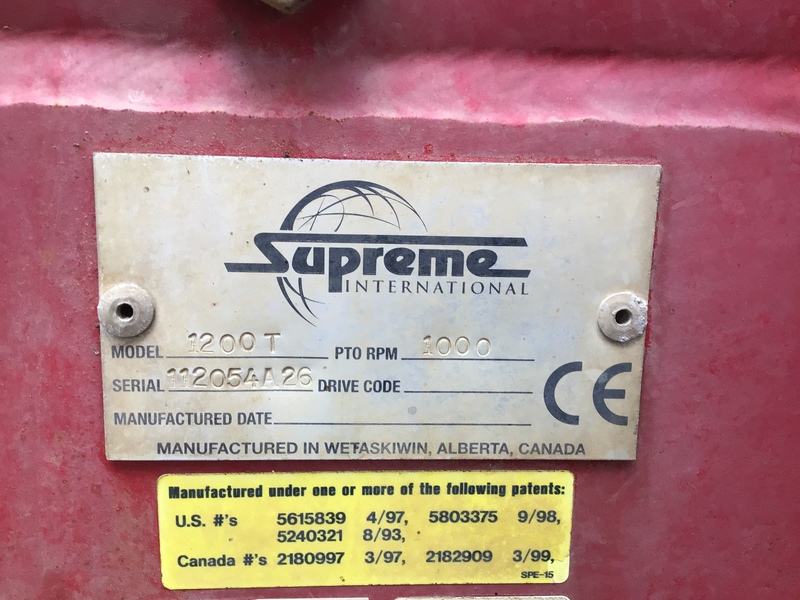 Supreme
INTERNATIONAL
MODEL 1200T PTO RPM 1000
SERIAL 112054A26 DRIVE CODE
MANUFACTURED DATE
CE
MANUFACTURED IN WETASKIWIN, ALBERTA, CANADA
Manufactured under one or more of the following patents:
U.S. #'s 5615839 4/97, 5803375 9/98,
5240321 8/93,
Canada #'s 2180997 3/97, 2182909 3/99,
SPE-15